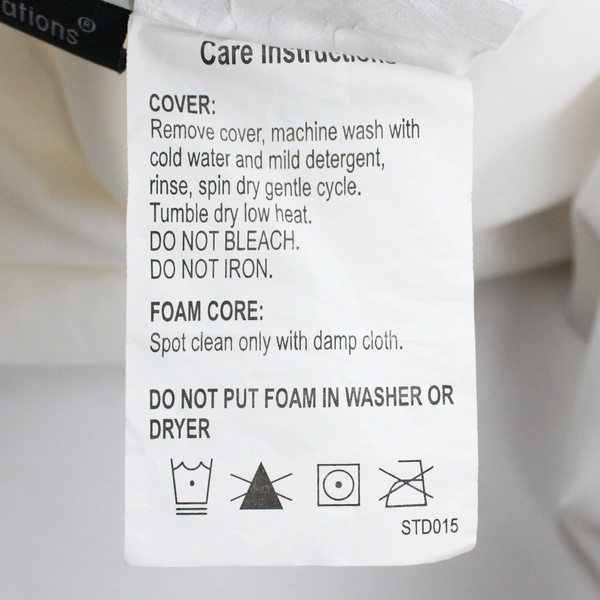 ations®
Care Instructions
COVER:
Remove cover, machine wash with
cold water and mild detergent,
rinse, spin dry gentle cycle.
Tumble dry low heat.
DO NOT BLEACH.
DO NOT IRON.
FOAM CORE:
Spot clean only with damp cloth.
DO NOT PUT FOAM IN WASHER OR
DRYER
STD015